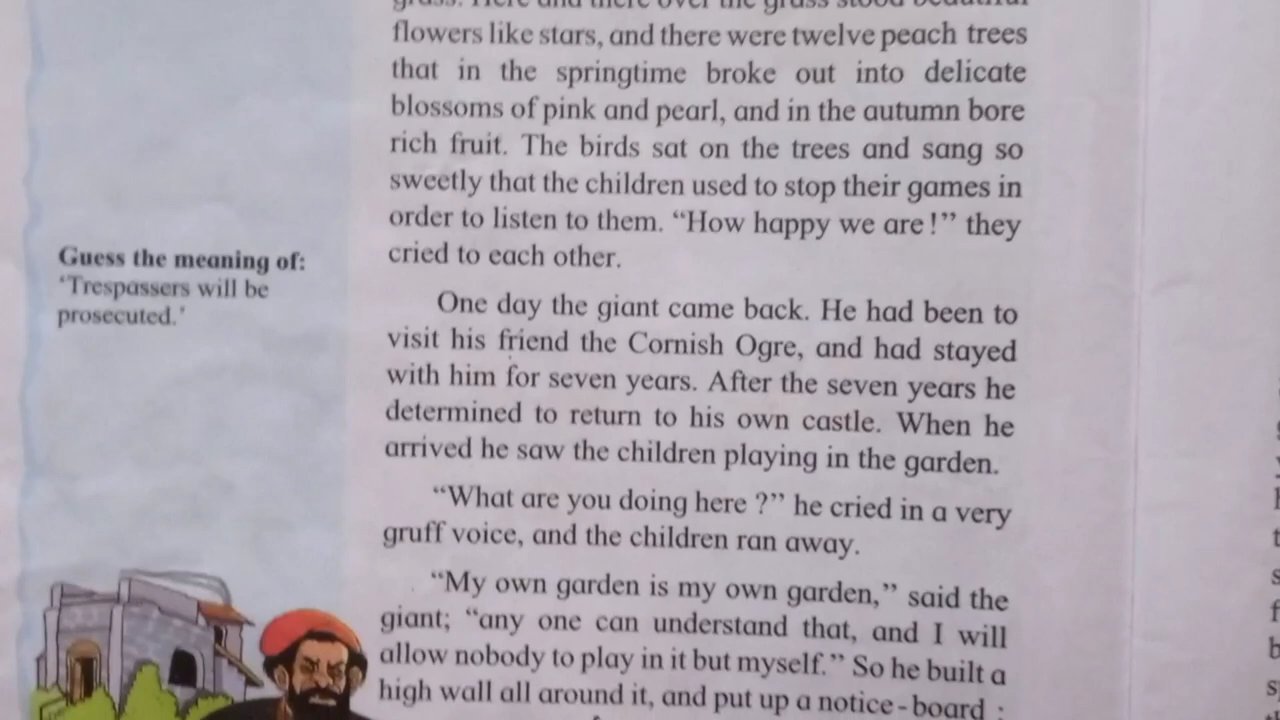 grass. Here and there over the grass stood beautiful
flowers like stars, and there were twelve peach trees
that in the springtime broke out into delicate
blossoms of pink and pearl, and in the autumn bore
rich fruit. The birds sat on the trees and sang so
sweetly that the children used to stop their games in
order to listen to them. “How happy we are !” they
cried to each other.
Guess the meaning of:
‘Trespassers will be
prosecuted.’
One day the giant came back. He had been to
visit his friend the Cornish Ogre, and had stayed
with him for seven years. After the seven years he
determined to return to his own castle. When he
arrived he saw the children playing in the garden.
“What are you doing here ?” he cried in a very
gruff voice, and the children ran away.
“My own garden is my own garden,” said the
giant; “any one can understand that, and I will
allow nobody to play in it but myself.” So he built a
high wall all around it, and put up a notice-board :